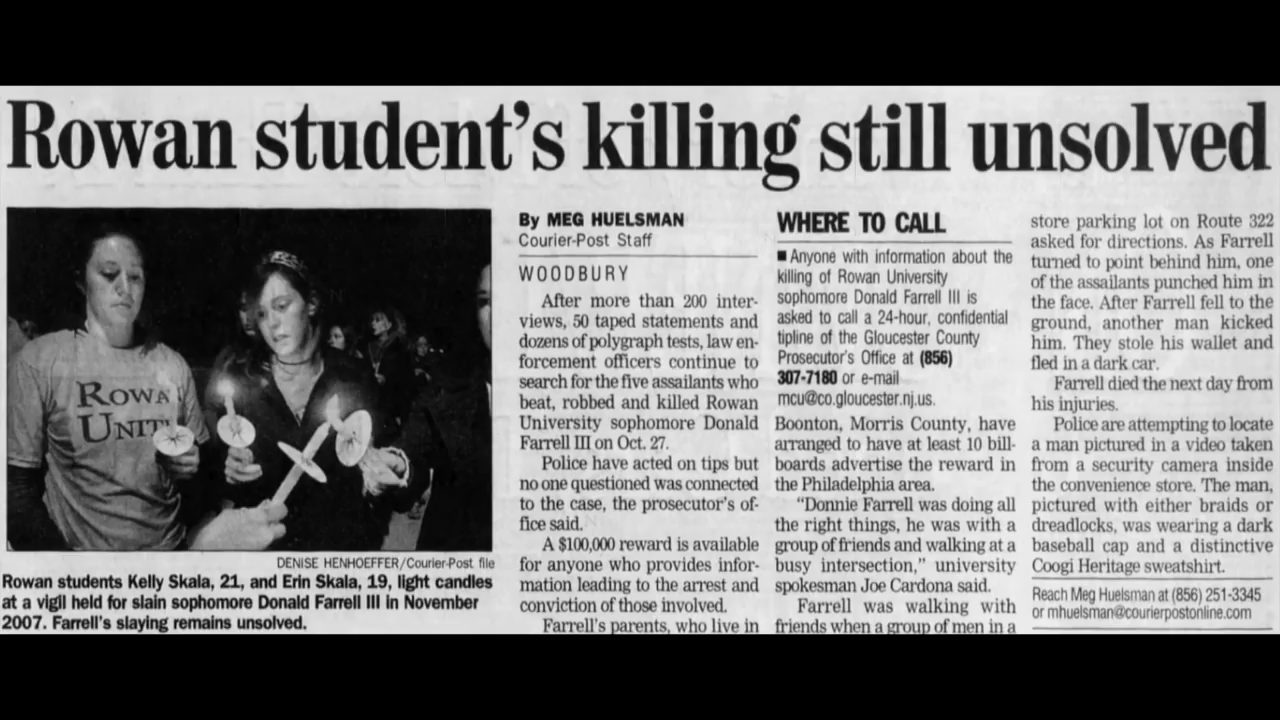 Rowan student's killing still unsolved
ROWAN
UNIT
DENISE HENHOEFFER/Courier-Post file
Rowan students Kelly Skala, 21, and Erin Skala, 19, light candles
at a vigil held for slain sophomore Donald Farrell III in November
2007. Farrell's slaying remains unsolved.
By MEG HUELSMAN
Courier-Post Staff
WOODBURY
After more than 200 inter-
views, 50 taped statements and
dozens of polygraph tests, law en-
forcement officers continue to
search for the five assailants who
beat, robbed and killed Rowan
University sophomore Donald
Farrell III on Oct. 27.
Police have acted on tips but
no one questioned was connected
to the case, the prosecutor's of-
fice said.
A $100,000 reward is available
for anyone who provides infor-
mation leading to the arrest and
conviction of those involved.
Farrell's parents, who live in
WHERE TO CALL
■ Anyone with information about the
killing of Rowan University
sophomore Donald Farrell III is
asked to call a 24-hour, confidential
tipline of the Gloucester County
Prosecutor's Office at (856)
307-7180 or e-mail
mcu@co.gloucester.nj.us.
Boonton, Morris County, have
arranged to have at least 10 bill-
boards advertise the reward in
the Philadelphia area.
"Donnie Farrell was doing all
the right things, he was with a
group of friends and walking at a
busy intersection," university
spokesman Joe Cardona said.
Farrell was walking with
friends when a group of men in a
store parking lot on Route 322
asked for directions. As Farrell
turned to point behind him, one
of the assailants punched him in
the face. After Farrell fell to the
ground, another man kicked
him. They stole his wallet and
fled in a dark car.
Farrell died the next day from
his injuries.
Police are attempting to locate
a man pictured in a video taken
from a security camera inside
the convenience store. The man,
pictured with either braids or
dreadlocks, was wearing a dark
baseball cap and a distinctive
Coogi Heritage sweatshirt.
Reach Meg Huelsman at (856) 251-3345
or mhuelsman@courierpostonline.com